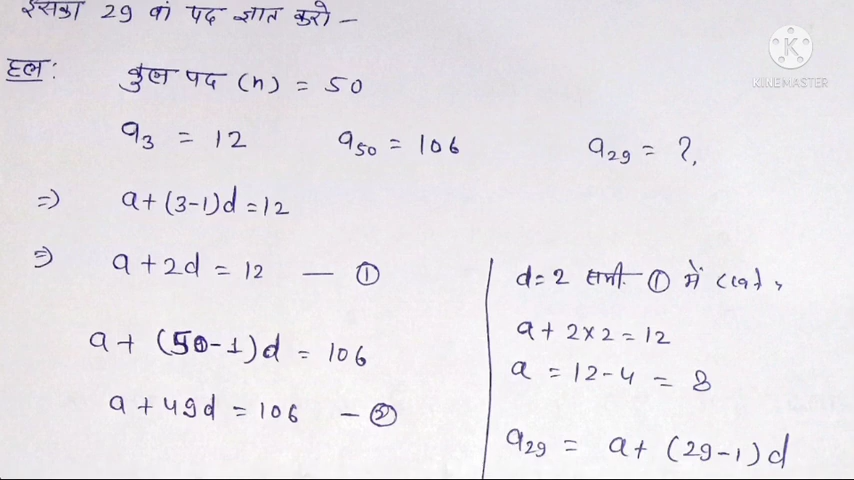 इसका 29 वां पद ज्ञात करो –
K
KINEMASTER
हल :
कुल पद (n) = 50
a₃ = 12
a₅₀ = 106
a₂₉ = ?,
=) a+(3-1)d=12
=) a+2d = 12 — ①
a+ (50-1)d = 106
a+49d = 106 — ②
d=2 समी. ① में रखने,
a+ 2×2=12
a = 12-4 = 8
a₂₉ = a+ (29-1)d